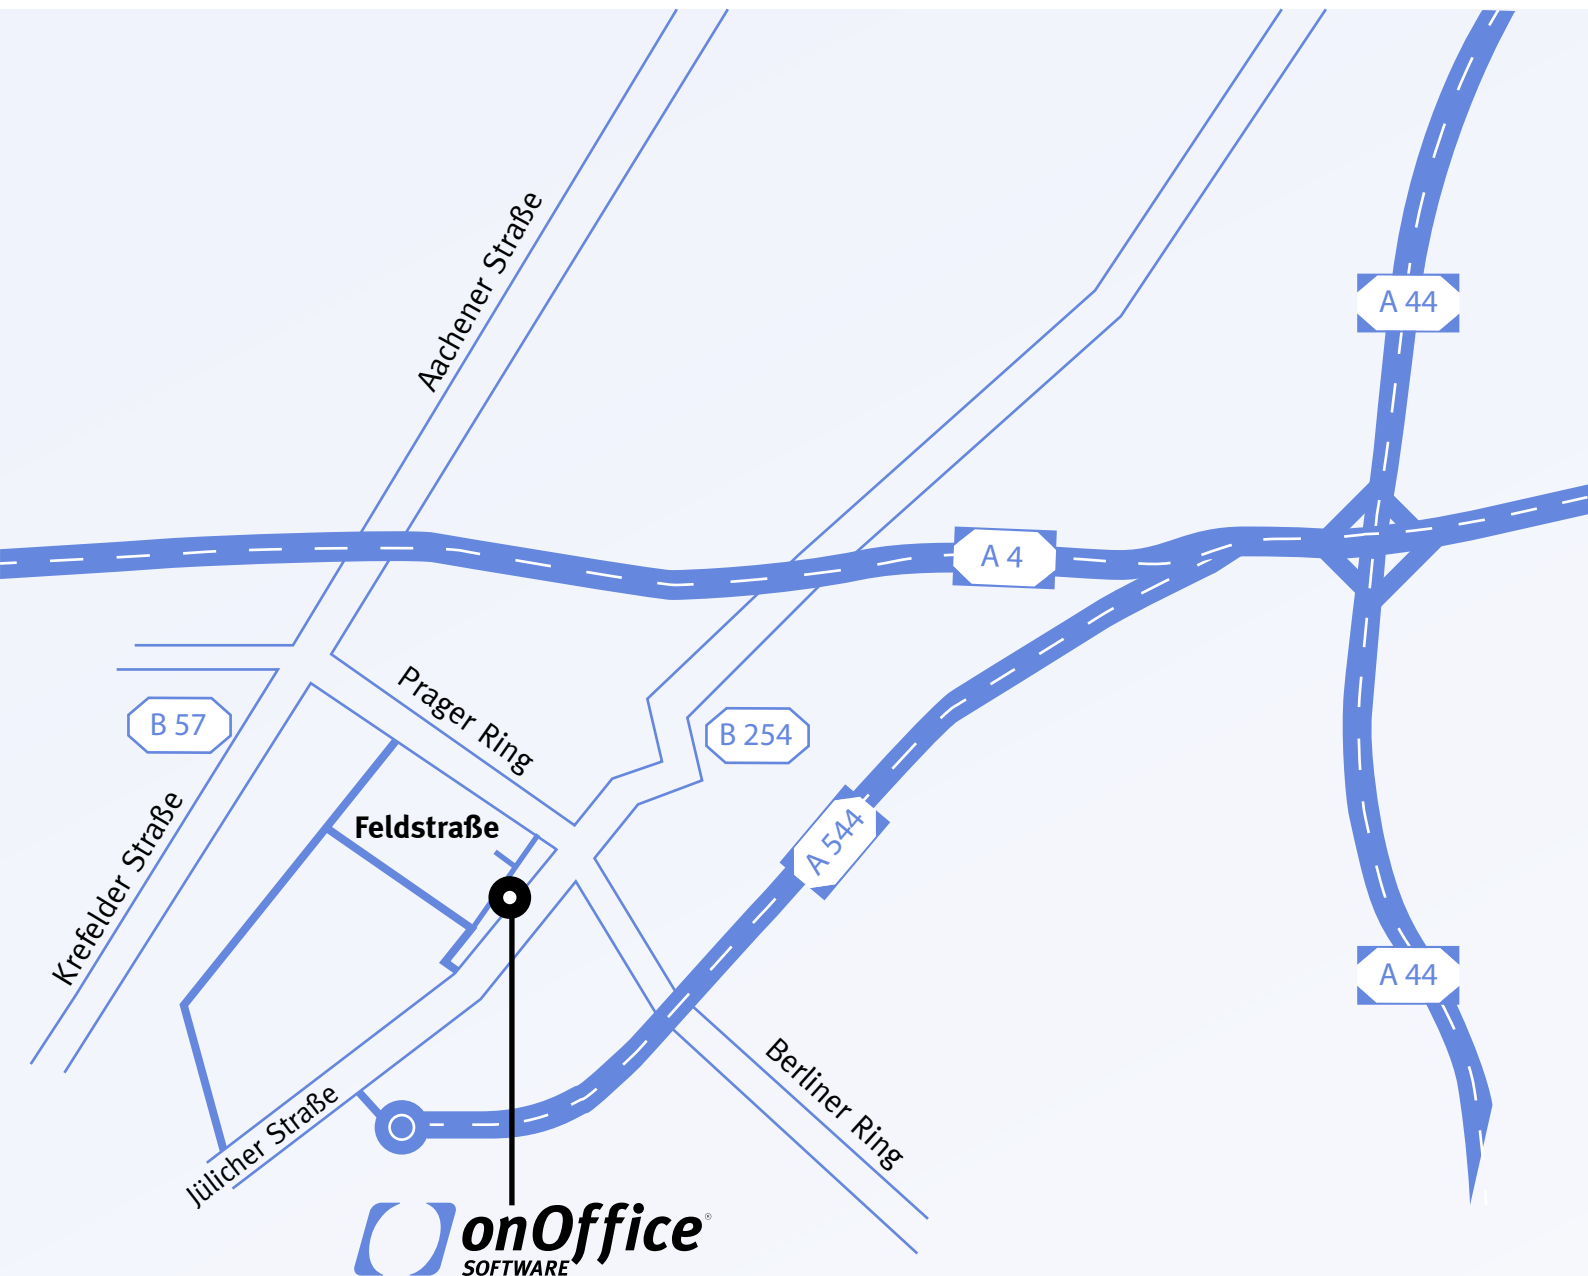 Aachener Straße
A 44
A 4
Prager Ring
B 57
B 254
Feldstraße
A 544
Krefelder Straße
A 44
Berliner Ring
Jülicher Straße
onOffice®
SOFTWARE